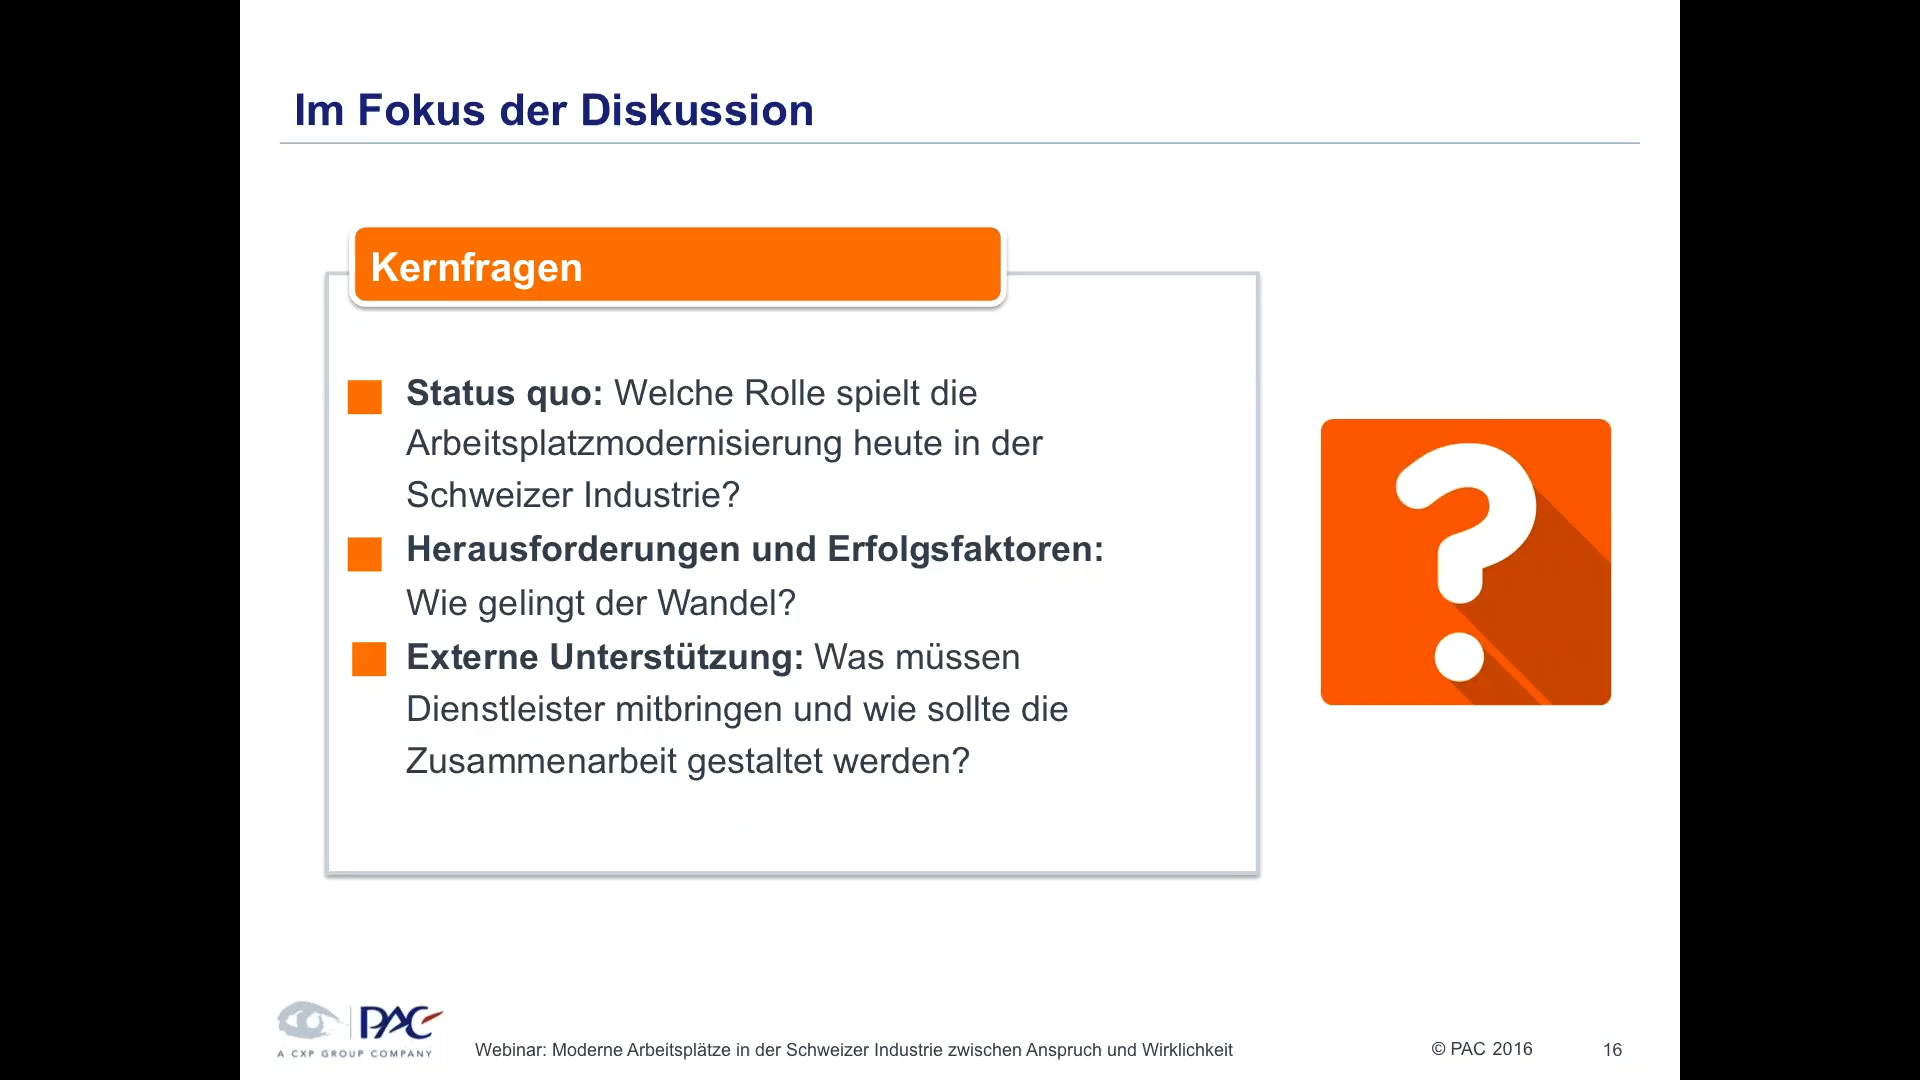 Im Fokus der Diskussion
Kernfragen
Status quo: Welche Rolle spielt die
Arbeitsplatzmodernisierung heute in der
Schweizer Industrie?
Herausforderungen und Erfolgsfaktoren:
Wie gelingt der Wandel?
Externe Unterstützung: Was müssen
Dienstleister mitbringen und wie sollte die
Zusammenarbeit gestaltet werden?
?
PAC
A CXP GROUP COMPANY
Webinar: Moderne Arbeitsplätze in der Schweizer Industrie zwischen Anspruch und Wirklichkeit
© PAC 2016
16